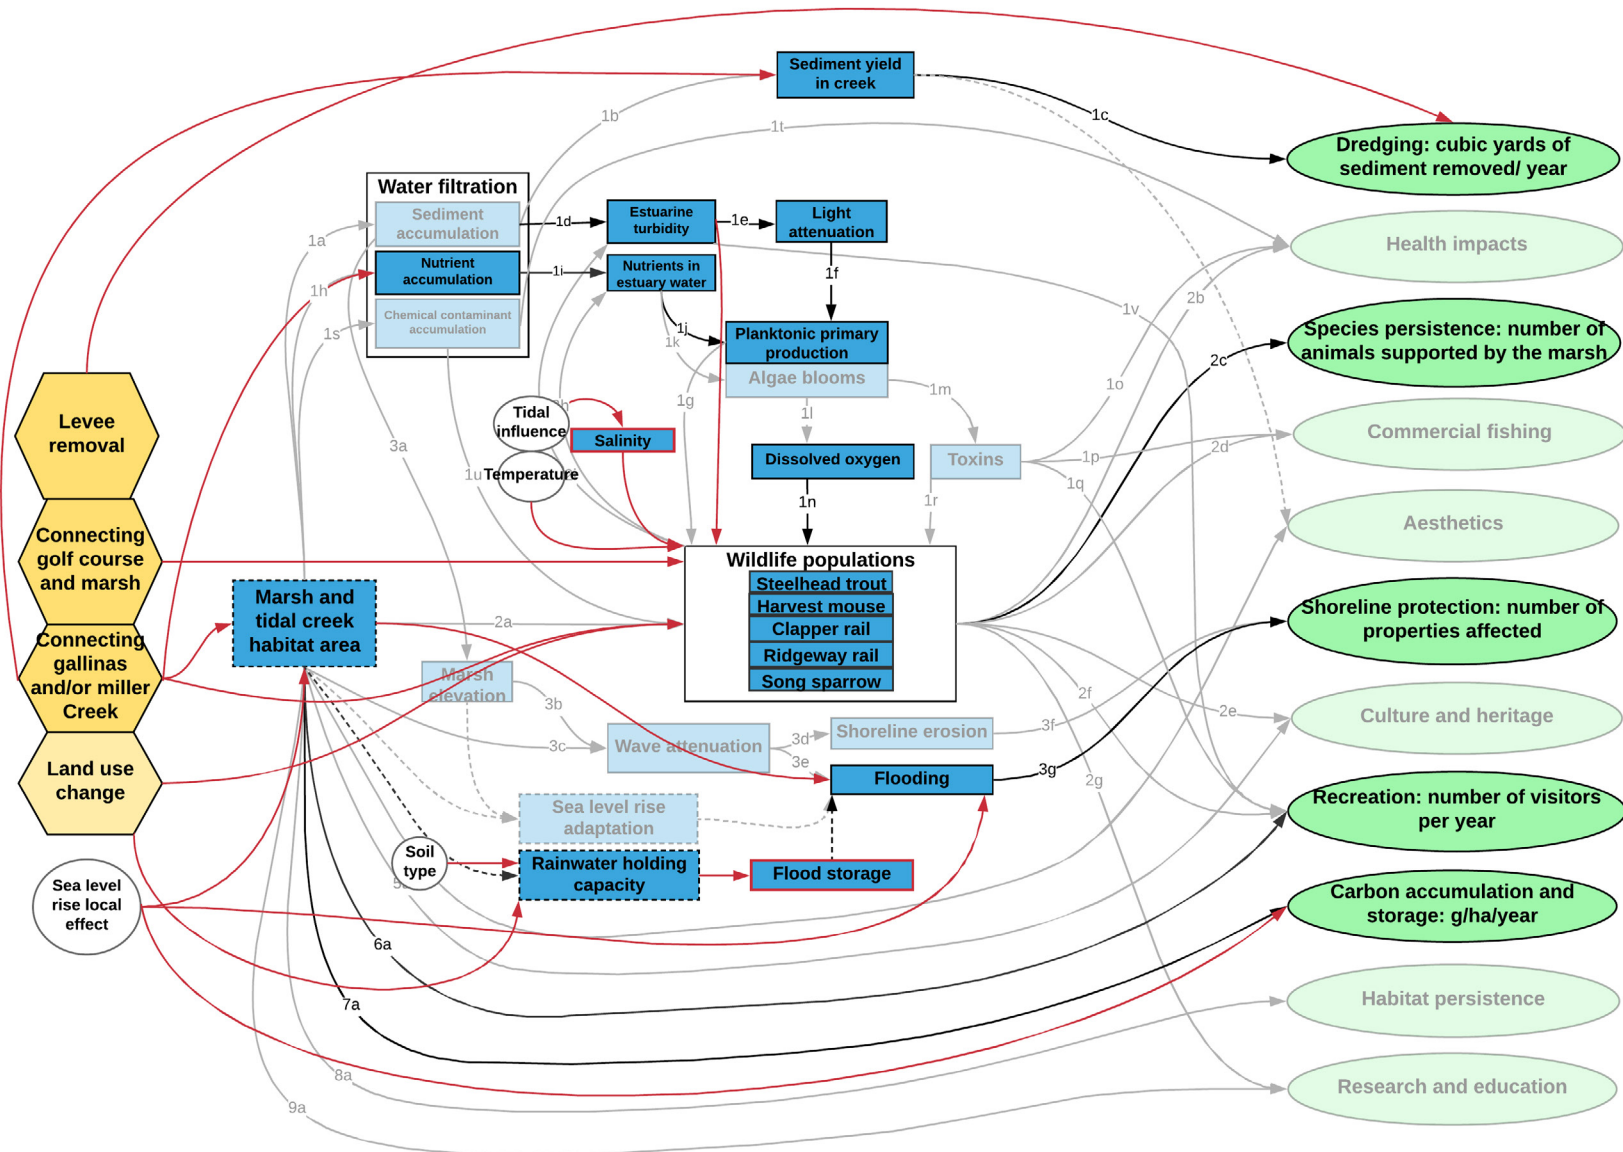 Sediment yield
in creek
1b
1t
1c
Dredging: cubic yards of
sediment removed/ year
Water filtration
Sediment
accumulation
1d
Estuarine
turbidity
1e
Light
attenuation
1a
Health impacts
Nutrient
accumulation
1i
Nutrients in
estuary water
1f
1h
2b
1v
Chemical contaminant
accumulation
1s
1j
1k
Planktonic primary
production
Species persistence: number of
animals supported by the marsh
2c
Algae blooms
1m
1o
1g
1l
Levee
removal
Tidal
influence
Salinity
3a
Commercial fishing
2d
Dissolved oxygen
Toxins
1p
1u
Temperature
1q
1n
1r
Aesthetics
Connecting
golf course
and marsh
Wildlife populations
Steelhead trout
Harvest mouse
Clapper rail
Ridgeway rail
Song sparrow
Marsh and
tidal creek
habitat area
2a
Shoreline protection: number of
properties affected
Connecting
gallinas
and/or miller
Creek
Marsh
elevation
3b
2f
2e
Culture and heritage
3c
Wave attenuation
3d
3e
Shoreline erosion
3f
Land use
change
Flooding
3g
2g
Sea level rise
adaptation
Recreation: number of visitors
per year
Soil
type
Rainwater holding
capacity
Flood storage
Sea level
rise local
effect
Carbon accumulation and
storage: g/ha/year
6a
7a
Habitat persistence
8a
Research and education
9a